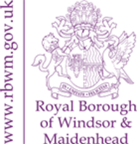 www.rbwm.gov.uk
Royal Borough
of Windsor &
Maidenhead